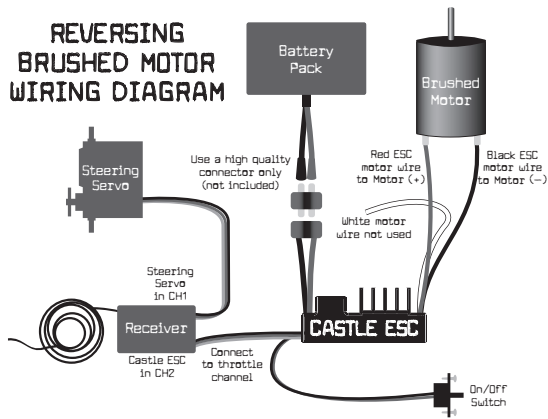 REVERSING
BRUSHED MOTOR
WIRING DIAGRAM
Battery
Pack
Brushed
Motor
Steering
Servo
Use a high quality
connector only
(not included)
Red ESC
motor wire
to Motor (+)
Black ESC
motor wire
to Motor (–)
White motor
wire not used
Steering
Servo
in CH1
Receiver
CASTLE ESC
Castle ESC
in CH2
Connect
to throttle
channel
On/Off
Switch